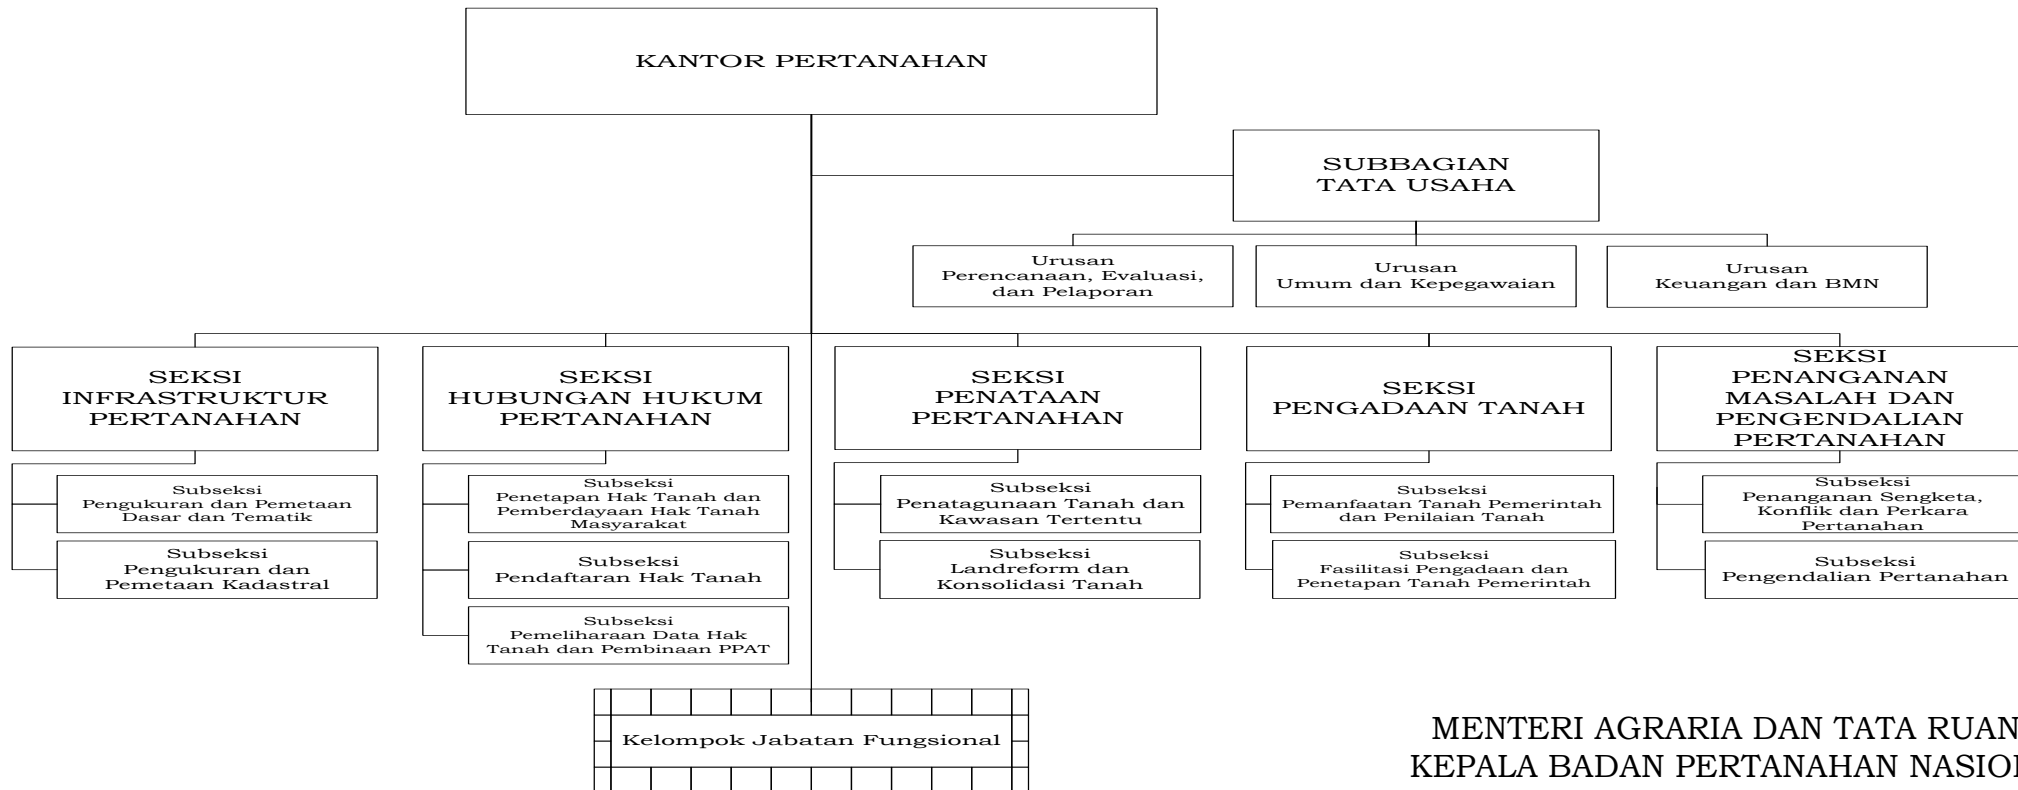 KANTOR PERTANAHAN
SUBBAGIAN
TATA USAHA
Urusan
Perencanaan, Evaluasi,
dan Pelaporan
Urusan
Umum dan Kepegawaian
Urusan
Keuangan dan BMN
SEKSI
INFRASTRUKTUR
PERTANAHAN
Subseksi
Pengukuran dan Pemetaan
Dasar dan Tematik
Subseksi
Pengukuran dan
Pemetaan Kadastral
SEKSI
HUBUNGAN HUKUM
PERTANAHAN
Subseksi
Penetapan Hak Tanah dan
Pemberdayaan Hak Tanah
Masyarakat
Subseksi
Pendaftaran Hak Tanah
Subseksi
Pemeliharaan Data Hak
Tanah dan Pembinaan PPAT
SEKSI
PENATAAN
PERTANAHAN
Subseksi
Penatagunaan Tanah dan
Kawasan Tertentu
Subseksi
Landreform dan
Konsolidasi Tanah
SEKSI
PENGADAAN TANAH
Subseksi
Pemanfaatan Tanah Pemerintah
dan Penilaian Tanah
Subseksi
Fasilitasi Pengadaan dan
Penetapan Tanah Pemerintah
SEKSI
PENANGANAN
MASALAH DAN
PENGENDALIAN
PERTANAHAN
Subseksi
Penanganan Sengketa,
Konflik dan Perkara
Pertanahan
Subseksi
Pengendalian Pertanahan
Kelompok Jabatan Fungsional
MENTERI AGRARIA DAN TATA RUAN
KEPALA BADAN PERTANAHAN NASIO